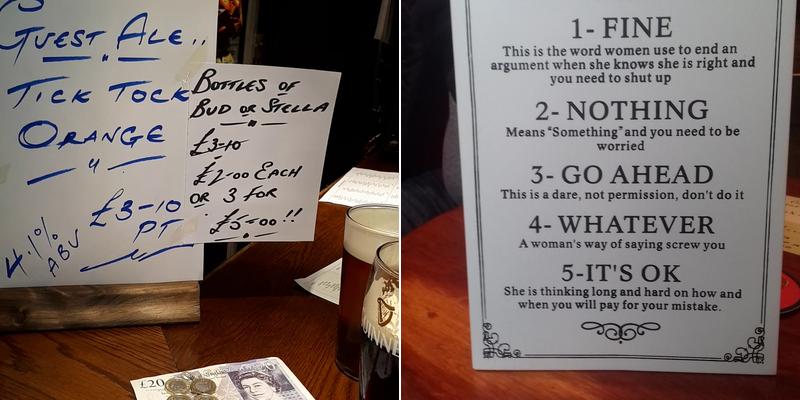 GUEST ALE..
TICK TOCK
ORANGE
"
£3-10
PT
4.1%
ABV
BOTTLES OF
BUD OR STELLA
£3-10
£2-00 EACH
OR 3 FOR
£5-00!!
£20
1- FINE
This is the word women use to end an
argument when she knows she is right and
you need to shut up
2- NOTHING
Means "Something" and you need to be
worried
3- GO AHEAD
This is a dare, not permission, don't do it
4- WHATEVER
A woman's way of saying screw you
5-IT'S OK
She is thinking long and hard on how and
when you will pay for your mistake.